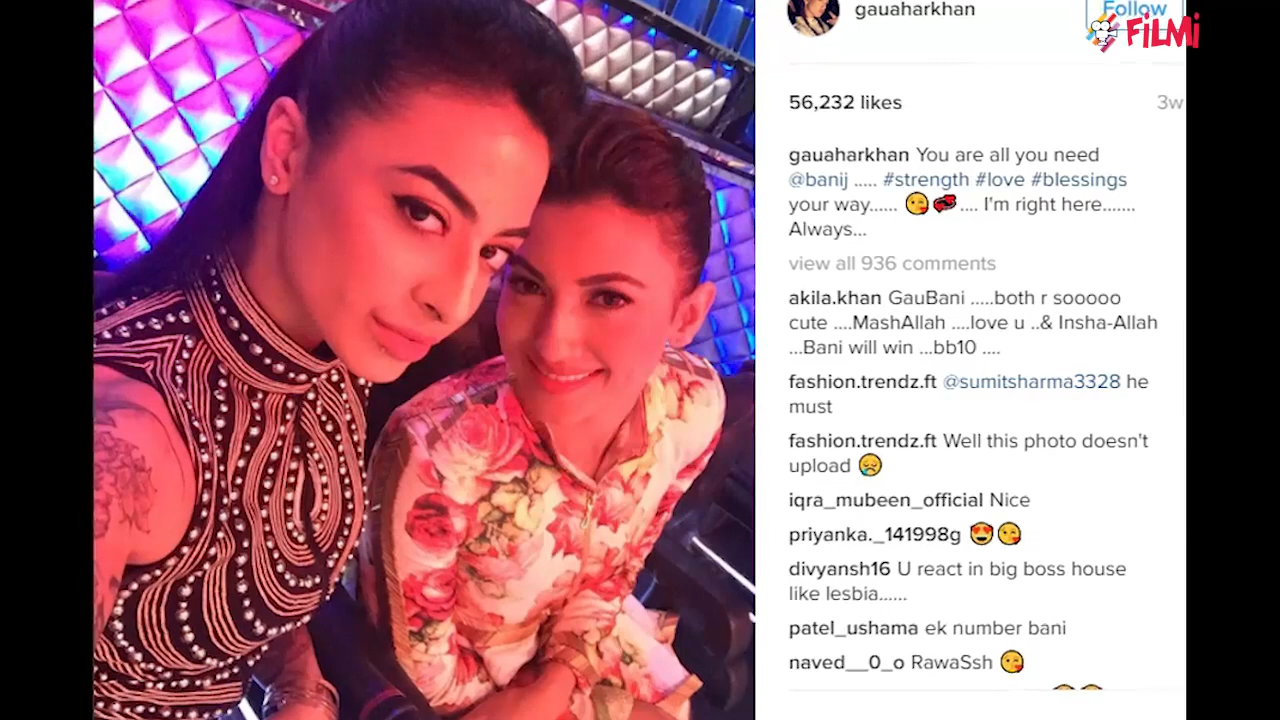 gauaharkhan
Follow
FiLMi
56,232 likes
3w
gauaharkhan You are all you need
@banij ..... #strength #love #blessings
your way...... 😘💞 .... I'm right here.......
Always...
view all 936 comments
akila.khan GauBani .....both r sooooo
cute ....MashAllah ....love u ..& Insha-Allah
...Bani will win ...bb10 ....
fashion.trendz.ft @sumitsharma3328 he
must
fashion.trendz.ft Well this photo doesn't
upload 😢
iqra_mubeen_official Nice
priyanka._141998g 😍😘
divyansh16 U react in big boss house
like lesbia......
patel_ushama ek number bani
naved__0_o RawaSsh 😘